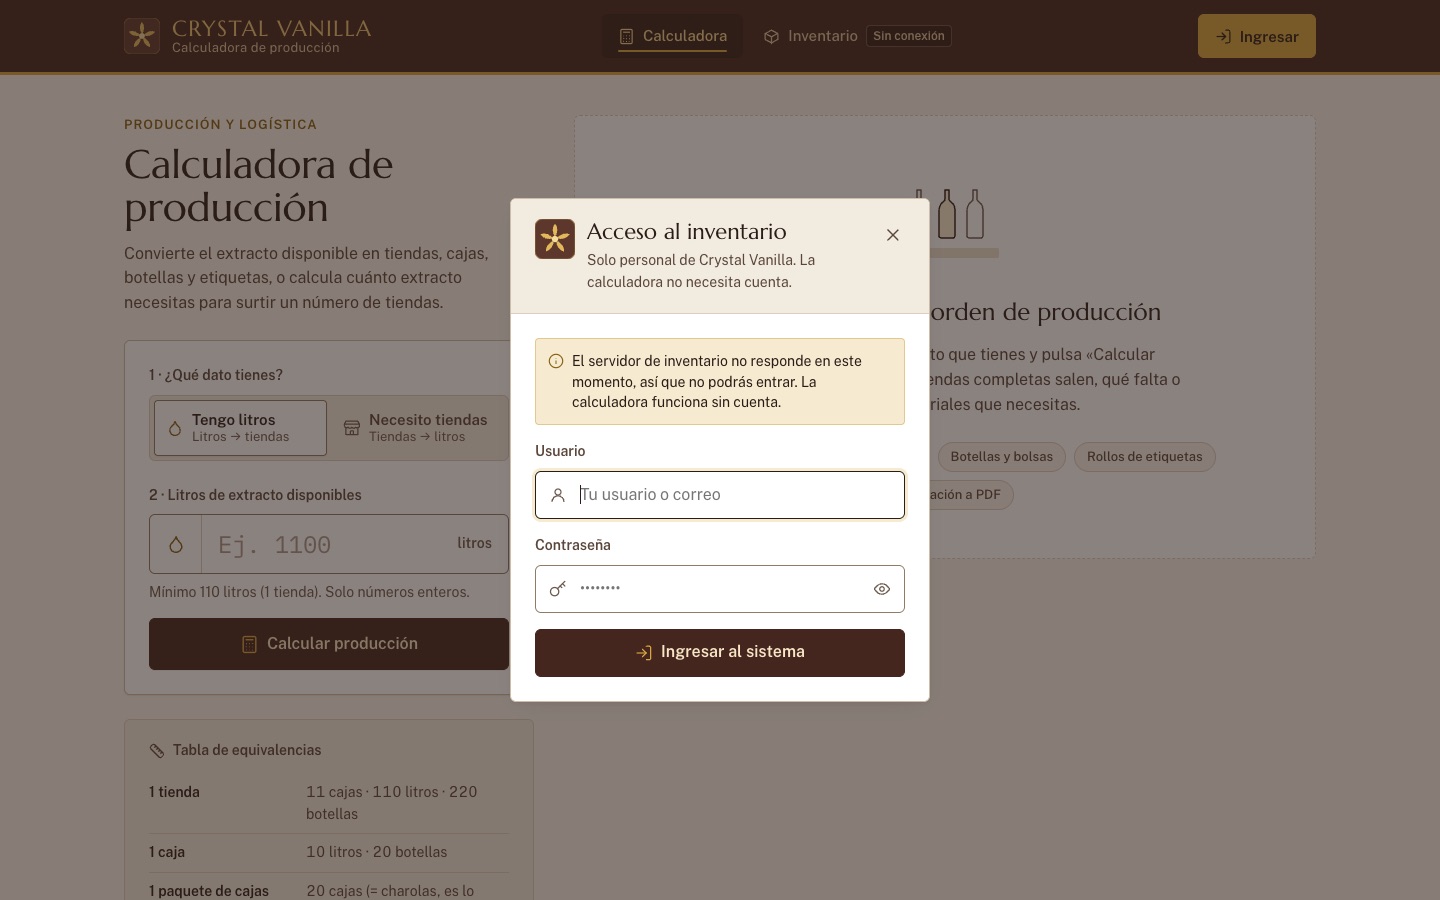 CRYSTAL VANILLA
Calculadora de producción
Calculadora
Inventario
Sin conexión
Ingresar
PRODUCCIÓN Y LOGÍSTICA
Calculadora de
producción
Convierte el extracto disponible en tiendas, cajas,
botellas y etiquetas, o calcula cuánto extracto
necesitas para surtir un número de tiendas.
1 · ¿Qué dato tienes?
Tengo litros
Litros → tiendas
Necesito tiendas
Tiendas → litros
2 · Litros de extracto disponibles
Ej. 1100
litros
Mínimo 110 litros (1 tienda). Solo números enteros.
Calcular producción
Tabla de equivalencias
1 tienda
11 cajas · 110 litros · 220
botellas
1 caja
10 litros · 20 botellas
1 paquete de cajas
20 cajas (= charolas, es lo
Acceso al inventario
Solo personal de Crystal Vanilla. La
calculadora no necesita cuenta.
El servidor de inventario no responde en este
momento, así que no podrás entrar. La
calculadora funciona sin cuenta.
Usuario
Tu usuario o correo
Contraseña
••••••••
Ingresar al sistema
orden de producción
que tienes y pulsa «Calcular
completas salen, qué falta o
que necesitas.
Botellas y bolsas
Rollos de etiquetas
a PDF